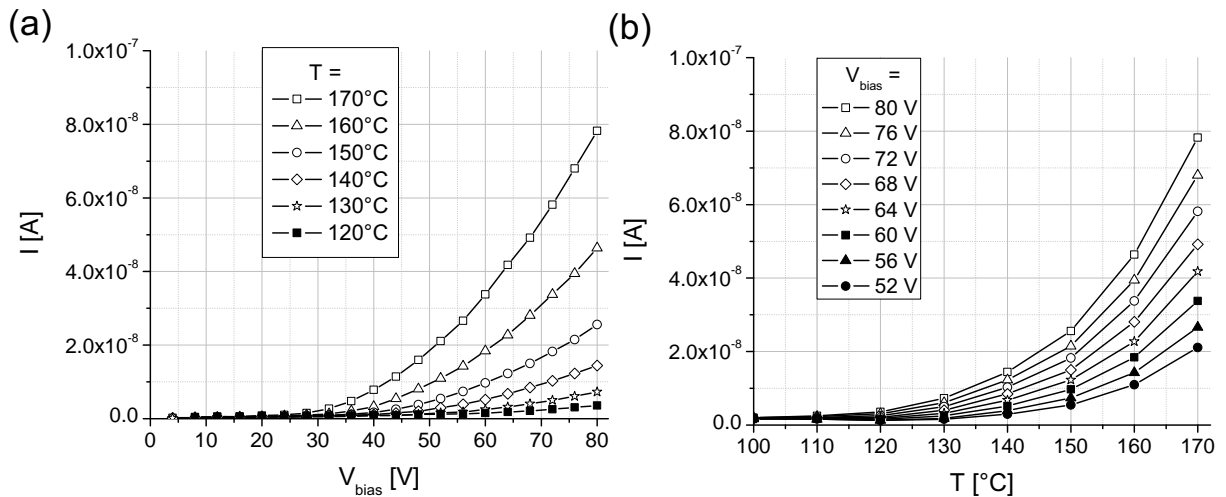 (a)
1.0x10⁻⁷
8.0x10⁻⁸
6.0x10⁻⁸
4.0x10⁻⁸
2.0x10⁻⁸
0.0
I [A]
T =
170°C
160°C
150°C
140°C
130°C
120°C
0 10 20 30 40 50 60 70 80
V_bias [V]
(b)
1.0x10⁻⁷
8.0x10⁻⁸
6.0x10⁻⁸
4.0x10⁻⁸
2.0x10⁻⁸
0.0
I [A]
V_bias =
80 V
76 V
72 V
68 V
64 V
60 V
56 V
52 V
100 110 120 130 140 150 160 170
T [°C]